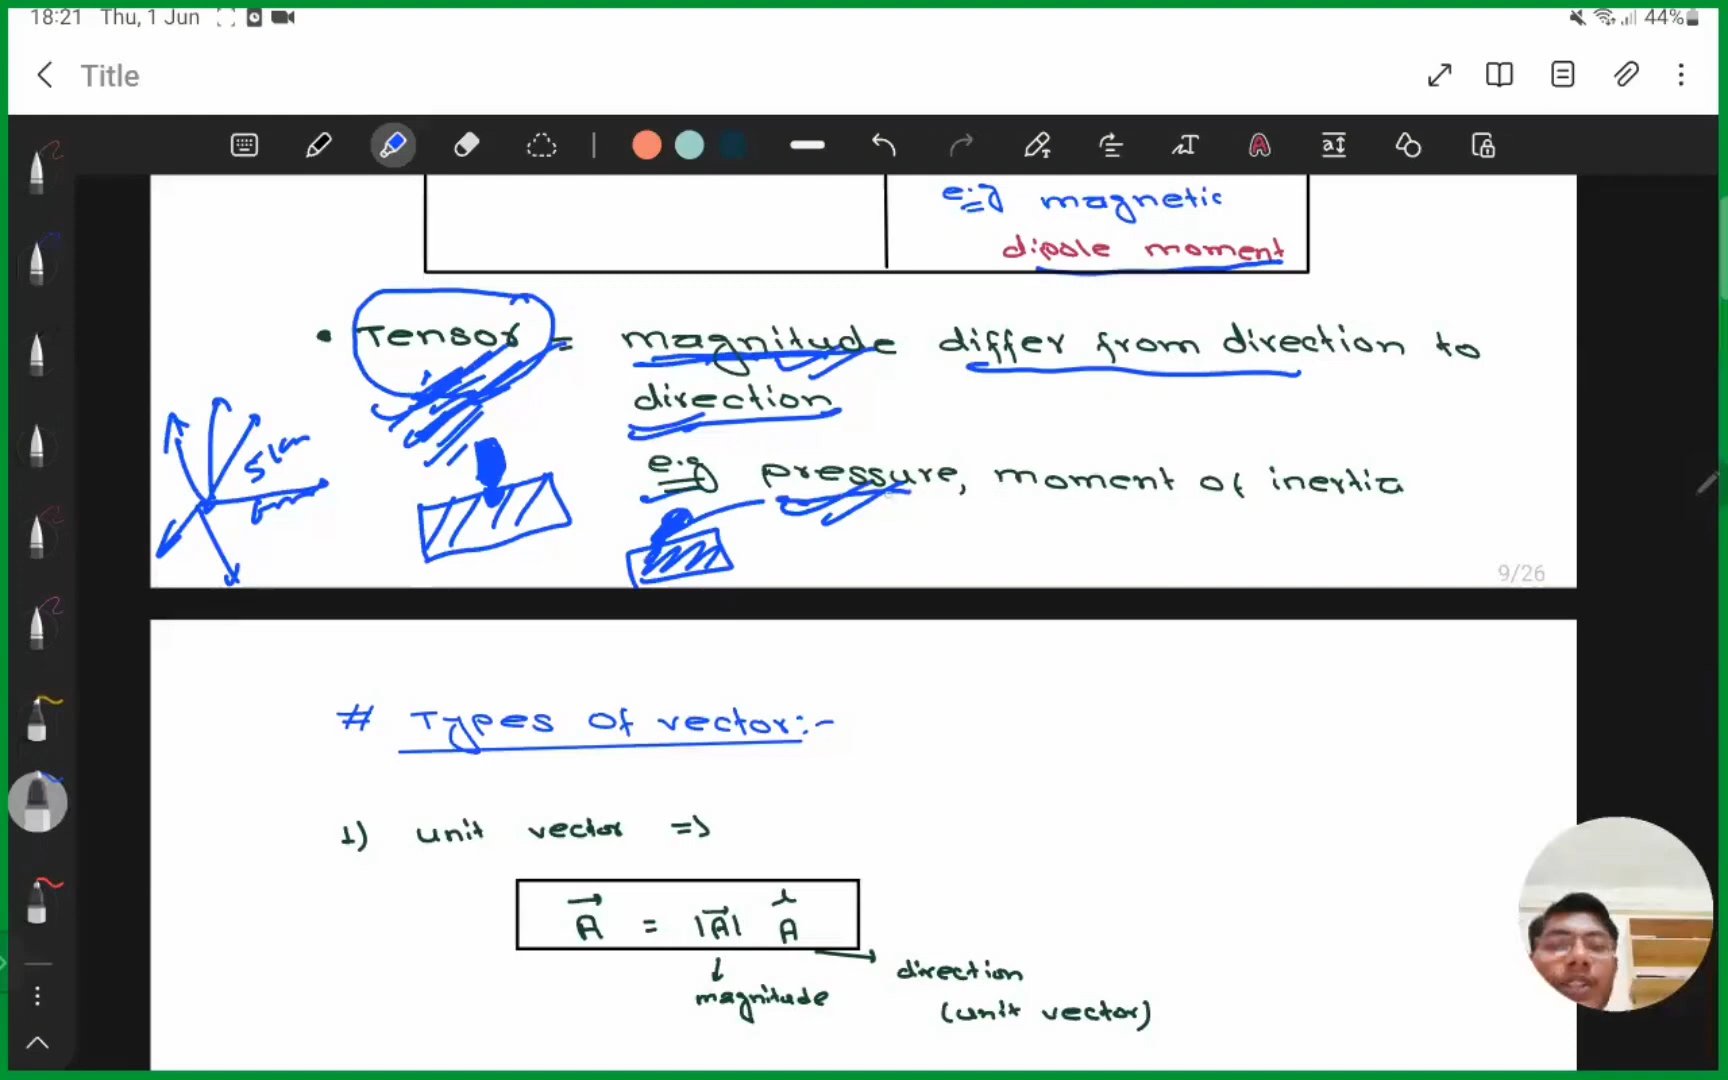 18:21 Thu, 1 Jun
44%
Title
e.g magnetic
dipole moment
• Tensor = magnitude differ from direction to
direction
5km
e.g pressure, moment of inertia
9/26
# Types of vector:-
1) unit vector =>
A = |A| A
direction
magnitude
(unit vector)